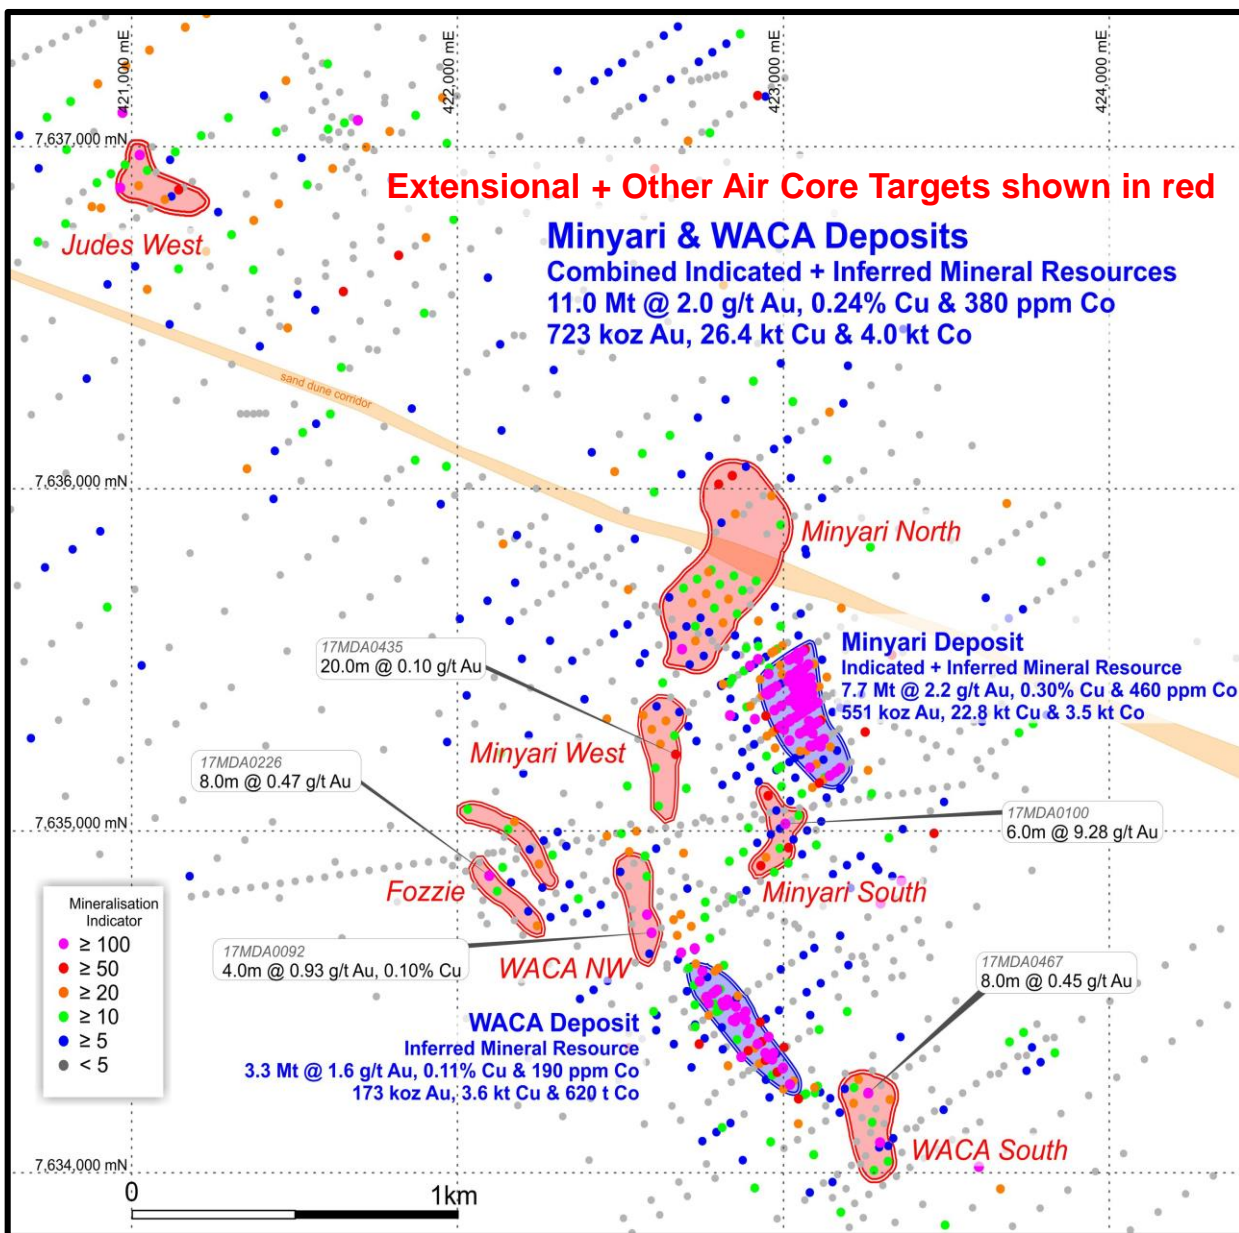 421,000 mE
422,000 mE
423,000 mE
424,000 mE
7,637,000 mN
Extensional + Other Air Core Targets shown in red
Judes West
Minyari & WACA Deposits
Combined Indicated + Inferred Mineral Resources
11.0 Mt @ 2.0 g/t Au, 0.24% Cu & 380 ppm Co
723 koz Au, 26.4 kt Cu & 4.0 kt Co
sand dune corridor
7,636,000 mN
Minyari North
17MDA0435
20.0m @ 0.10 g/t Au
Minyari Deposit
Indicated + Inferred Mineral Resource
7.7 Mt @ 2.2 g/t Au, 0.30% Cu & 460 ppm Co
551 koz Au, 22.8 kt Cu & 3.5 kt Co
Minyari West
17MDA0226
8.0m @ 0.47 g/t Au
17MDA0100
6.0m @ 9.28 g/t Au
7,635,000 mN
Fozzie
Minyari South
Mineralisation
Indicator
≥ 100
≥ 50
≥ 20
≥ 10
≥ 5
< 5
17MDA0092
4.0m @ 0.93 g/t Au, 0.10% Cu
WACA NW
17MDA0467
8.0m @ 0.45 g/t Au
WACA Deposit
Inferred Mineral Resource
3.3 Mt @ 1.6 g/t Au, 0.11% Cu & 190 ppm Co
173 koz Au, 3.6 kt Cu & 620 t Co
WACA South
7,634,000 mN
0
1km